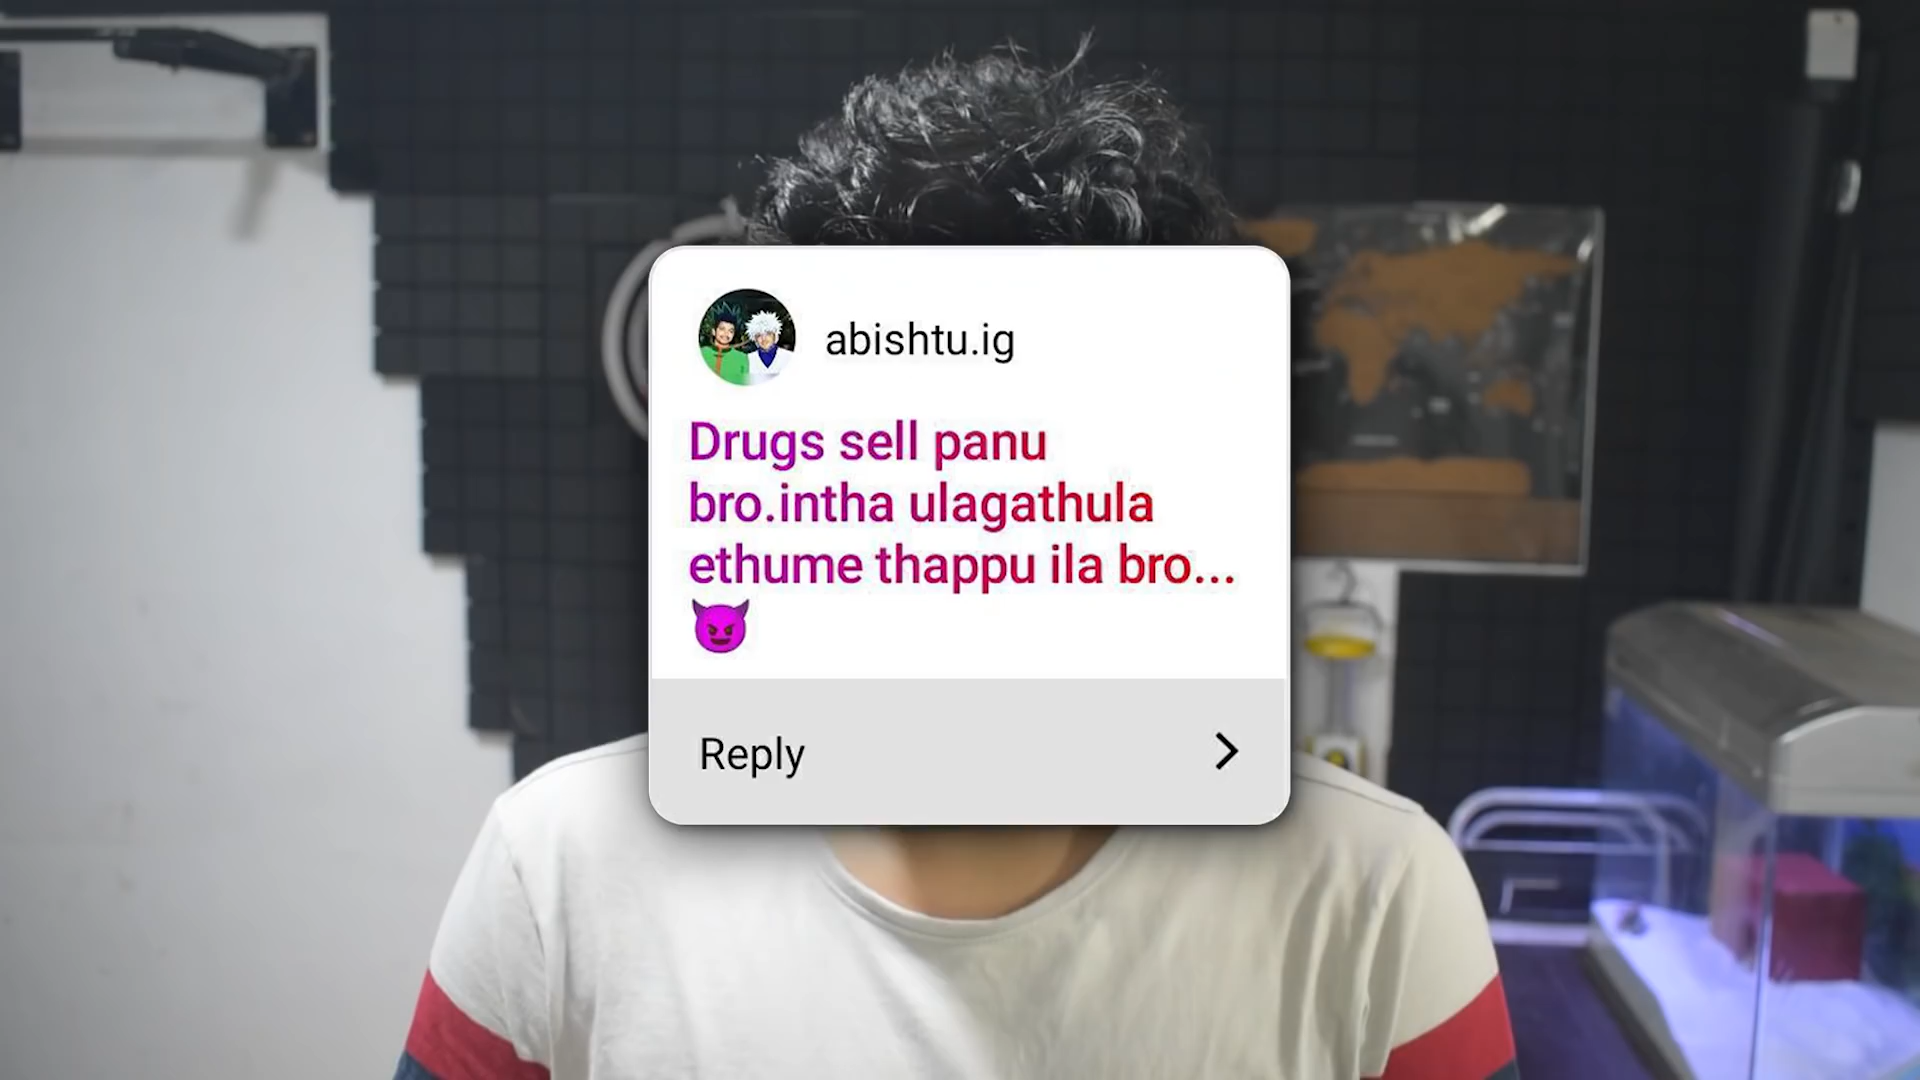 abishtu.ig
Drugs sell panu
bro.intha ulagathula
ethume thappu ila bro...
😈
Reply